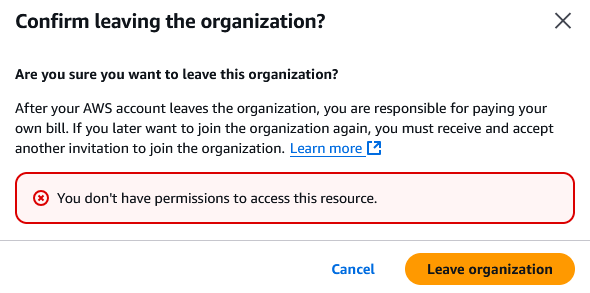 Confirm leaving the organization?
Are you sure you want to leave this organization?
After your AWS account leaves the organization, you are responsible for paying your
own bill. If you later want to join the organization again, you must receive and accept
another invitation to join the organization. Learn more
You don't have permissions to access this resource.
Cancel Leave organization